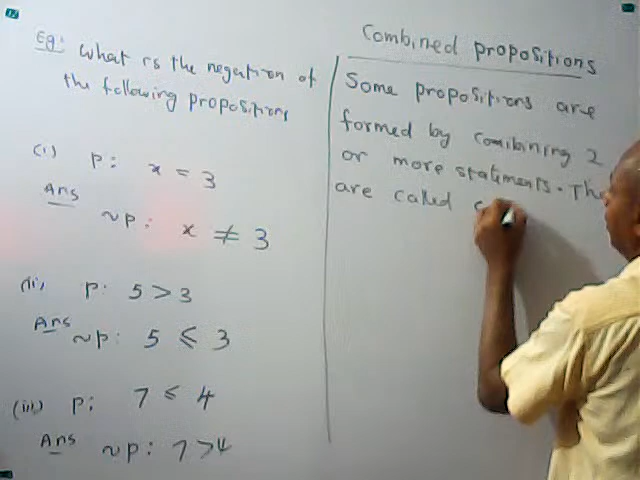 Eg: What is the negation of
the following propositions
(i) p: x = 3
Ans
~p: x ≠ 3
(ii) p: 5 > 3
Ans
~p: 5 ⩽ 3
(iii) p: 7 ⩽ 4
Ans ~p: 7 > 4
Combined propositions
Some propositions are
formed by combining 2
or more statements. The
are called c